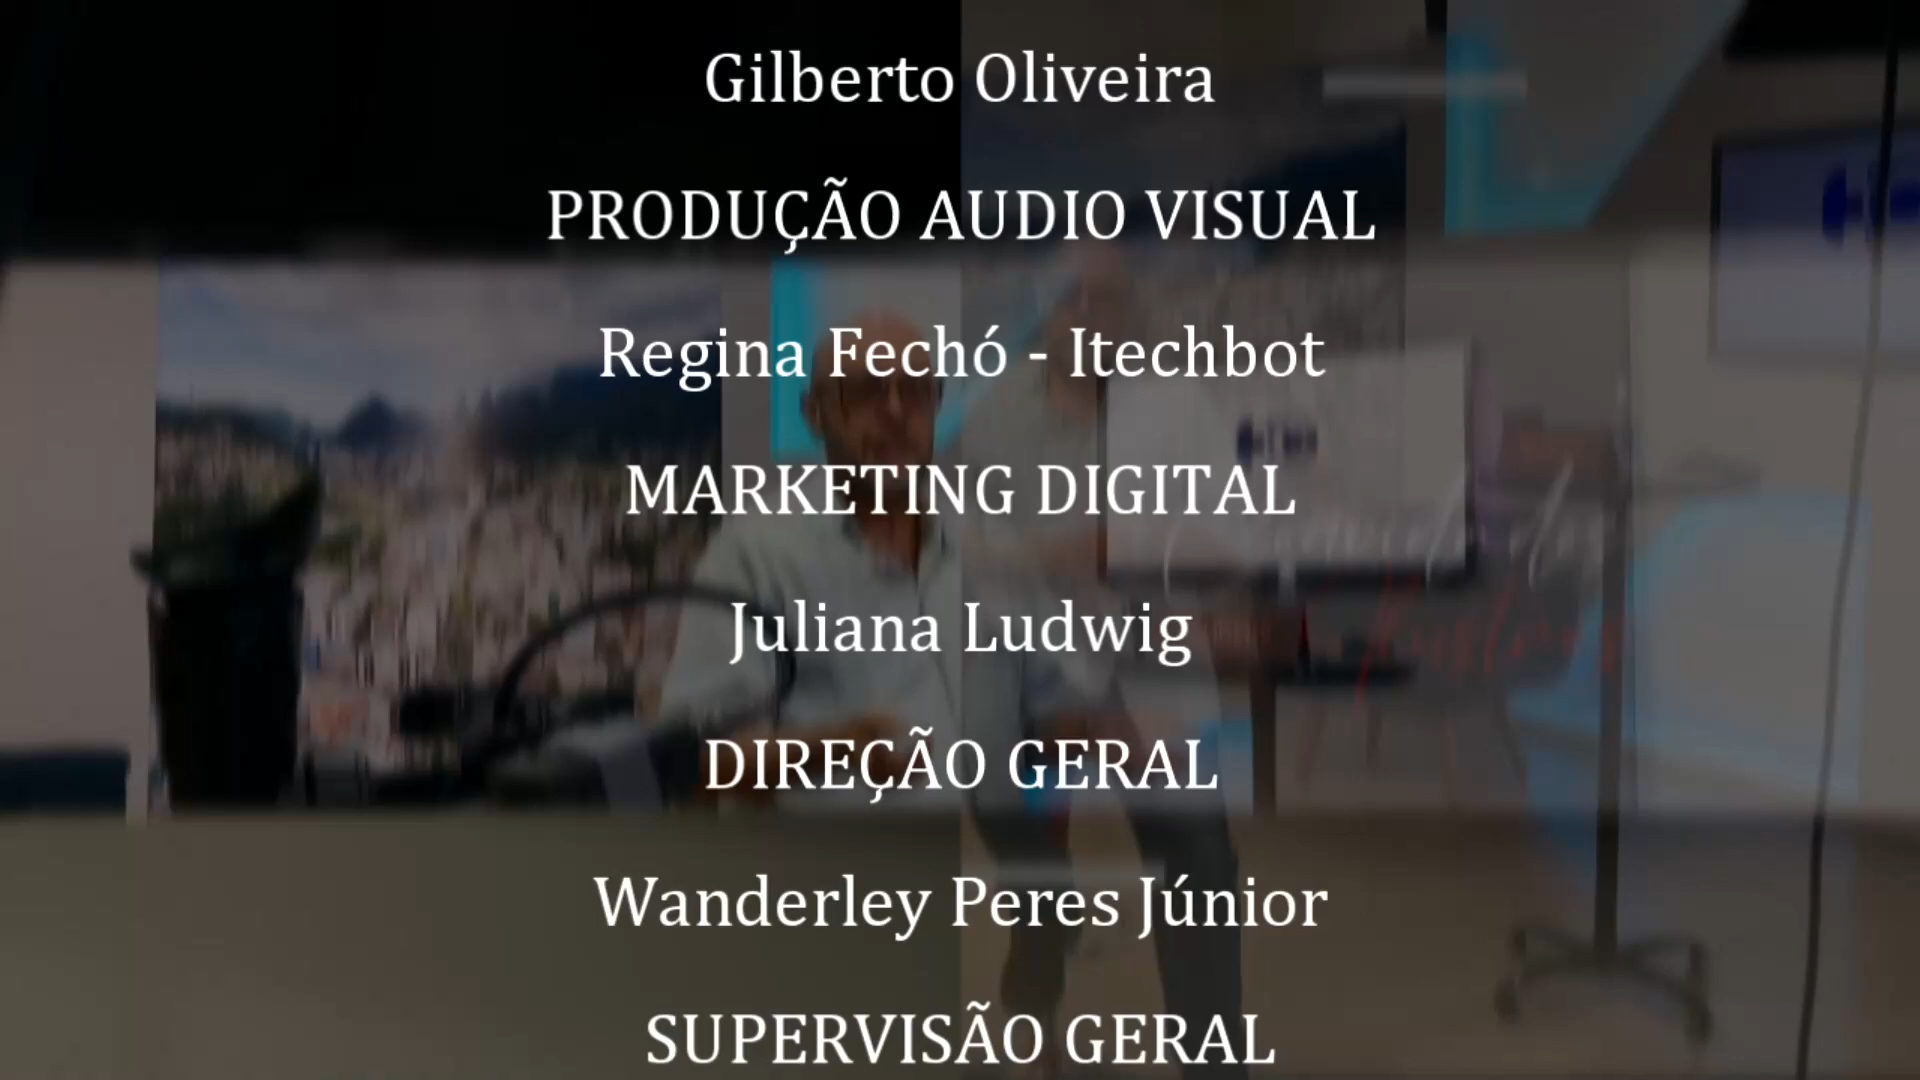 Gilberto Oliveira
PRODUÇÃO AUDIO VISUAL
Regina Fechó - Itechbot
MARKETING DIGITAL
Juliana Ludwig
DIREÇÃO GERAL
Wanderley Peres Júnior
SUPERVISÃO GERAL